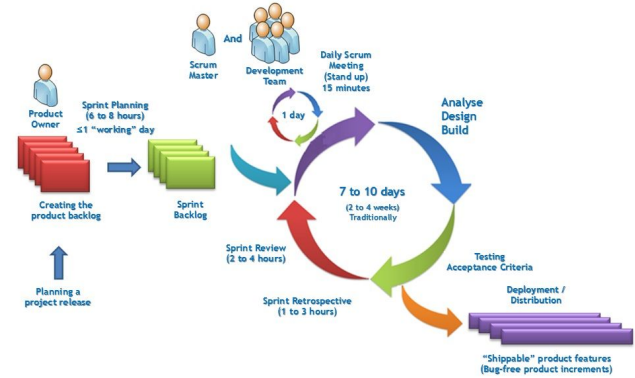 And
Scrum
Master
Development
Team
Daily Scrum
Meeting
(Stand up)
15 minutes
Product
Owner
Sprint Planning
(6 to 8 hours)
≤1 “working” day
1 day
Analyse
Design
Build
Creating the
product backlog
Sprint
Backlog
7 to 10 days
(2 to 4 weeks)
Traditionally
Planning a
project release
Sprint Review
(2 to 4 hours)
Sprint Retrospective
(1 to 3 hours)
Testing
Acceptance Criteria
Deployment /
Distribution
“Shippable” product features
(Bug-free product increments)